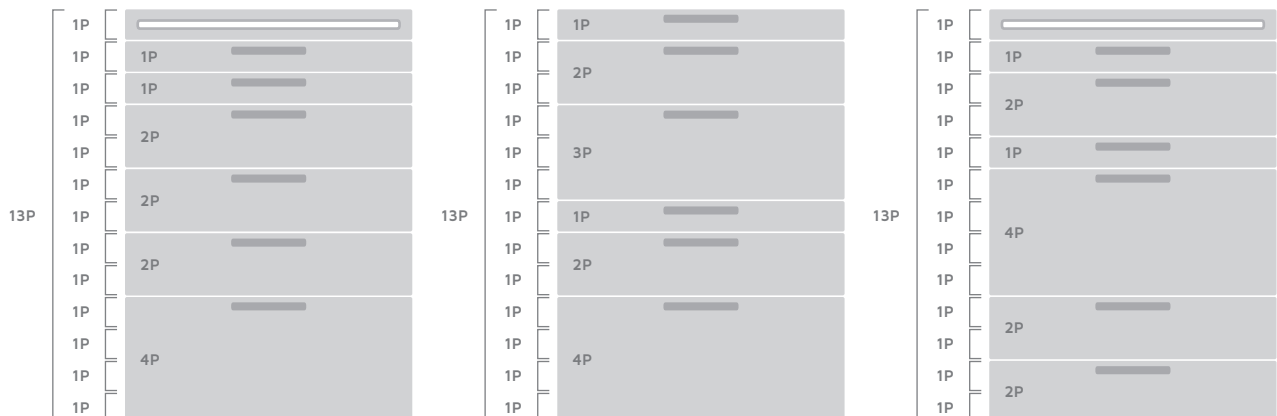 1P 1P 1P
1P 1P 1P 2P 1P 1P
1P 1P 1P 1P 2P
1P 2P 1P 3P 1P
1P 1P 1P 1P
13P 1P 2P 13P 1P 13P 1P 4P
1P 1P 1P 1P
1P 2P 1P 2P 1P
1P 1P 1P
1P 1P 1P 2P
1P 4P 1P 4P 1P
1P 1P 1P 2P
1P 1P 1P